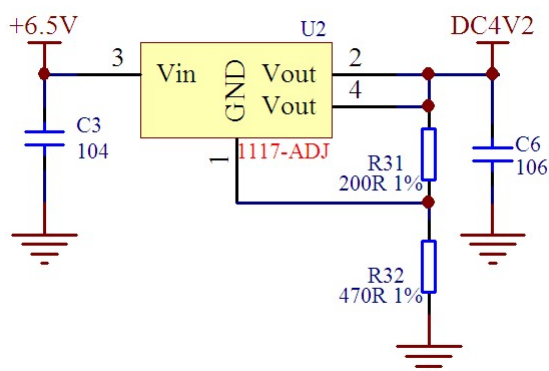 +6.5V
U2
DC4V2
3
Vin
GND
Vout
2
Vout
4
C3
104
1
1117-ADJ
R31
200R 1%
C6
106
R32
470R 1%